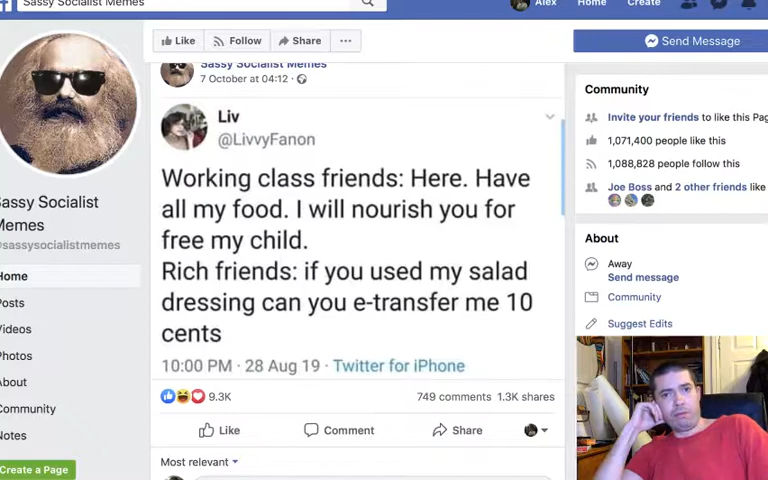 Sassy Socialist Memes
Alex
Home
Create
Like
Follow
Share
Send Message
Sassy Socialist Memes
7 October at 04:12
Liv
@LivvyFanon
Working class friends: Here. Have
all my food. I will nourish you for
free my child.
Rich friends: if you used my salad
dressing can you e-transfer me 10
cents
10:00 PM · 28 Aug 19 · Twitter for iPhone
9.3K
749 comments 1.3K shares
Like
Comment
Share
Most relevant
Sassy Socialist
Memes
@sassysocialistmemes
Home
Posts
Videos
Photos
About
Community
Notes
Create a Page
Community
Invite your friends to like this Pag
1,071,400 people like this
1,088,828 people follow this
Joe Boss and 2 other friends like
About
Away
Send message
Community
Suggest Edits